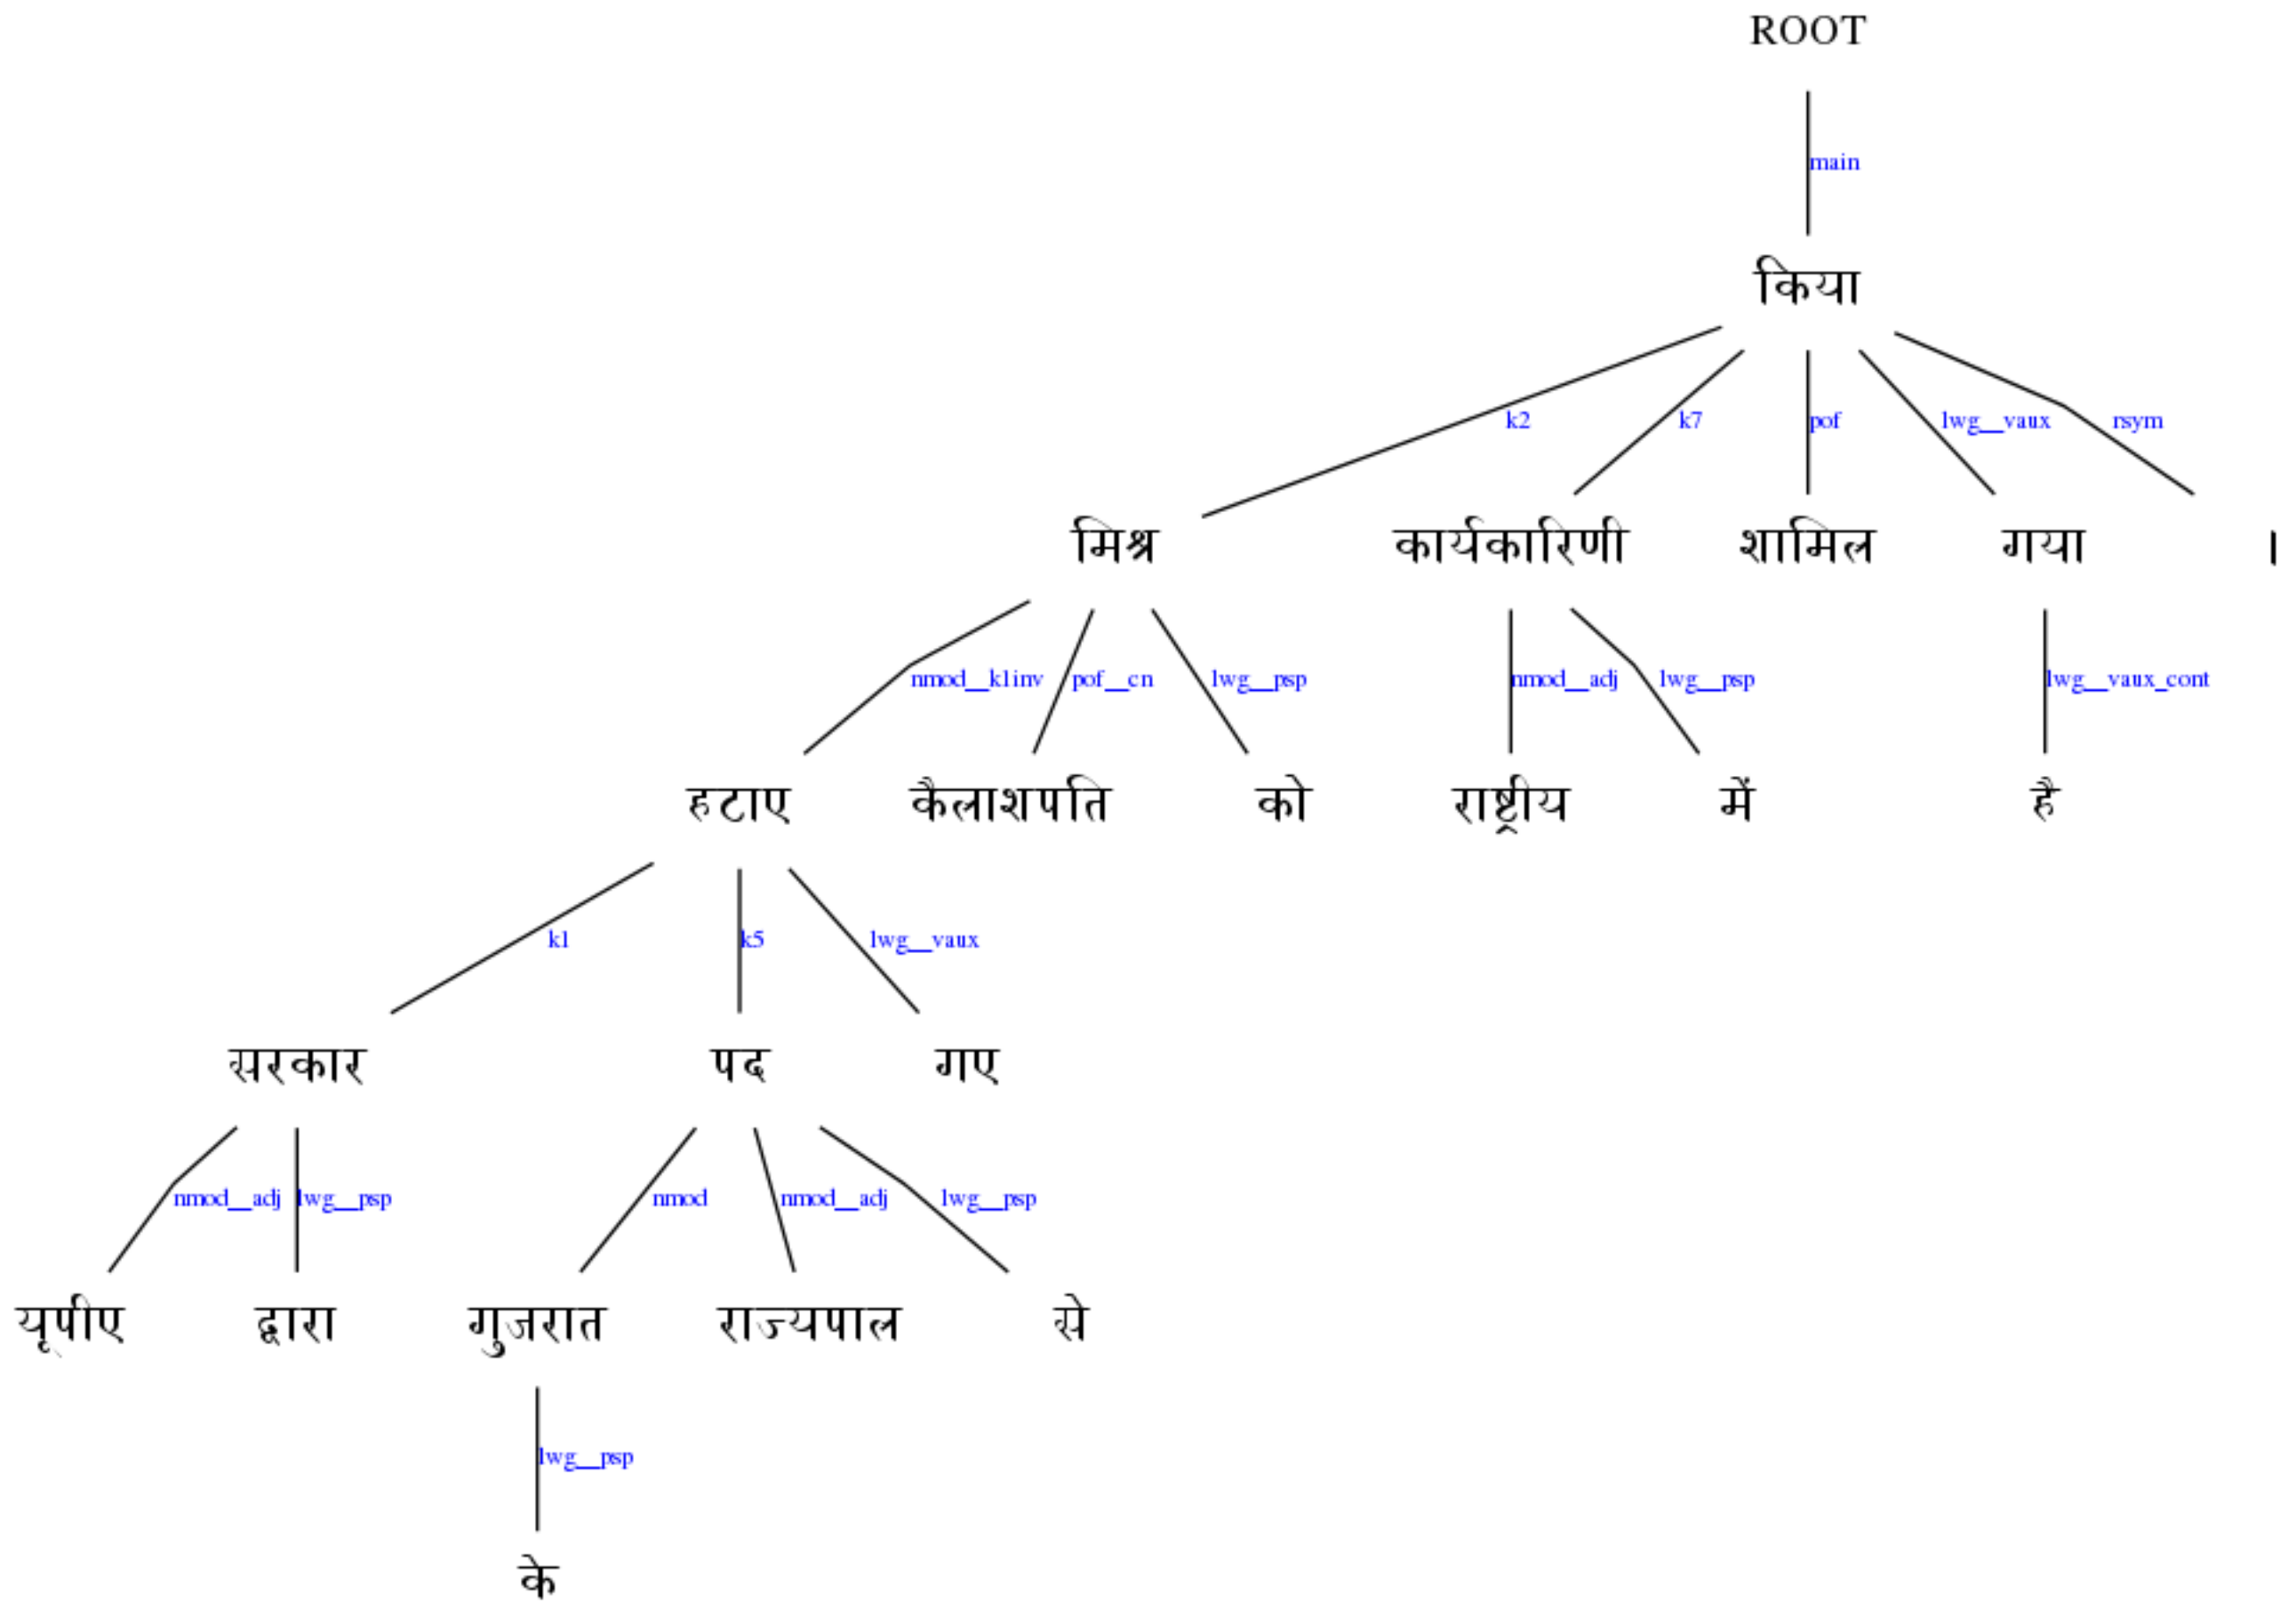 ROOT
main
किया
k2 k7 pof lwg__vaux rsym
मिश्र कार्यकारिणी शामिल गया ।
nmod__k1inv pof__cn lwg__psp nmod__adj lwg__psp lwg__vaux_cont
हटाए कैलाशपति को राष्ट्रीय में है
k1 k5 lwg__vaux
सरकार पद गए
nmod__adj lwg__psp nmod nmod__adj lwg__psp
यूपीए द्वारा गुजरात राज्यपाल से
lwg__psp
के